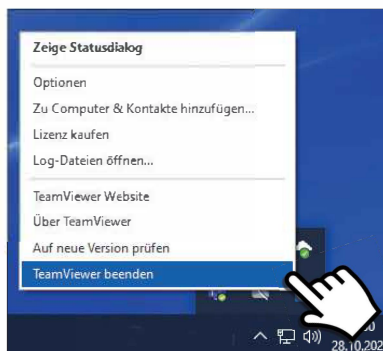 Zeige Statusdialog
Optionen
Zu Computer & Kontakte hinzufügen...
Lizenz kaufen
Log-Dateien öffnen...
TeamViewer Website
Über TeamViewer
Auf neue Version prüfen
TeamViewer beenden
28.10.202